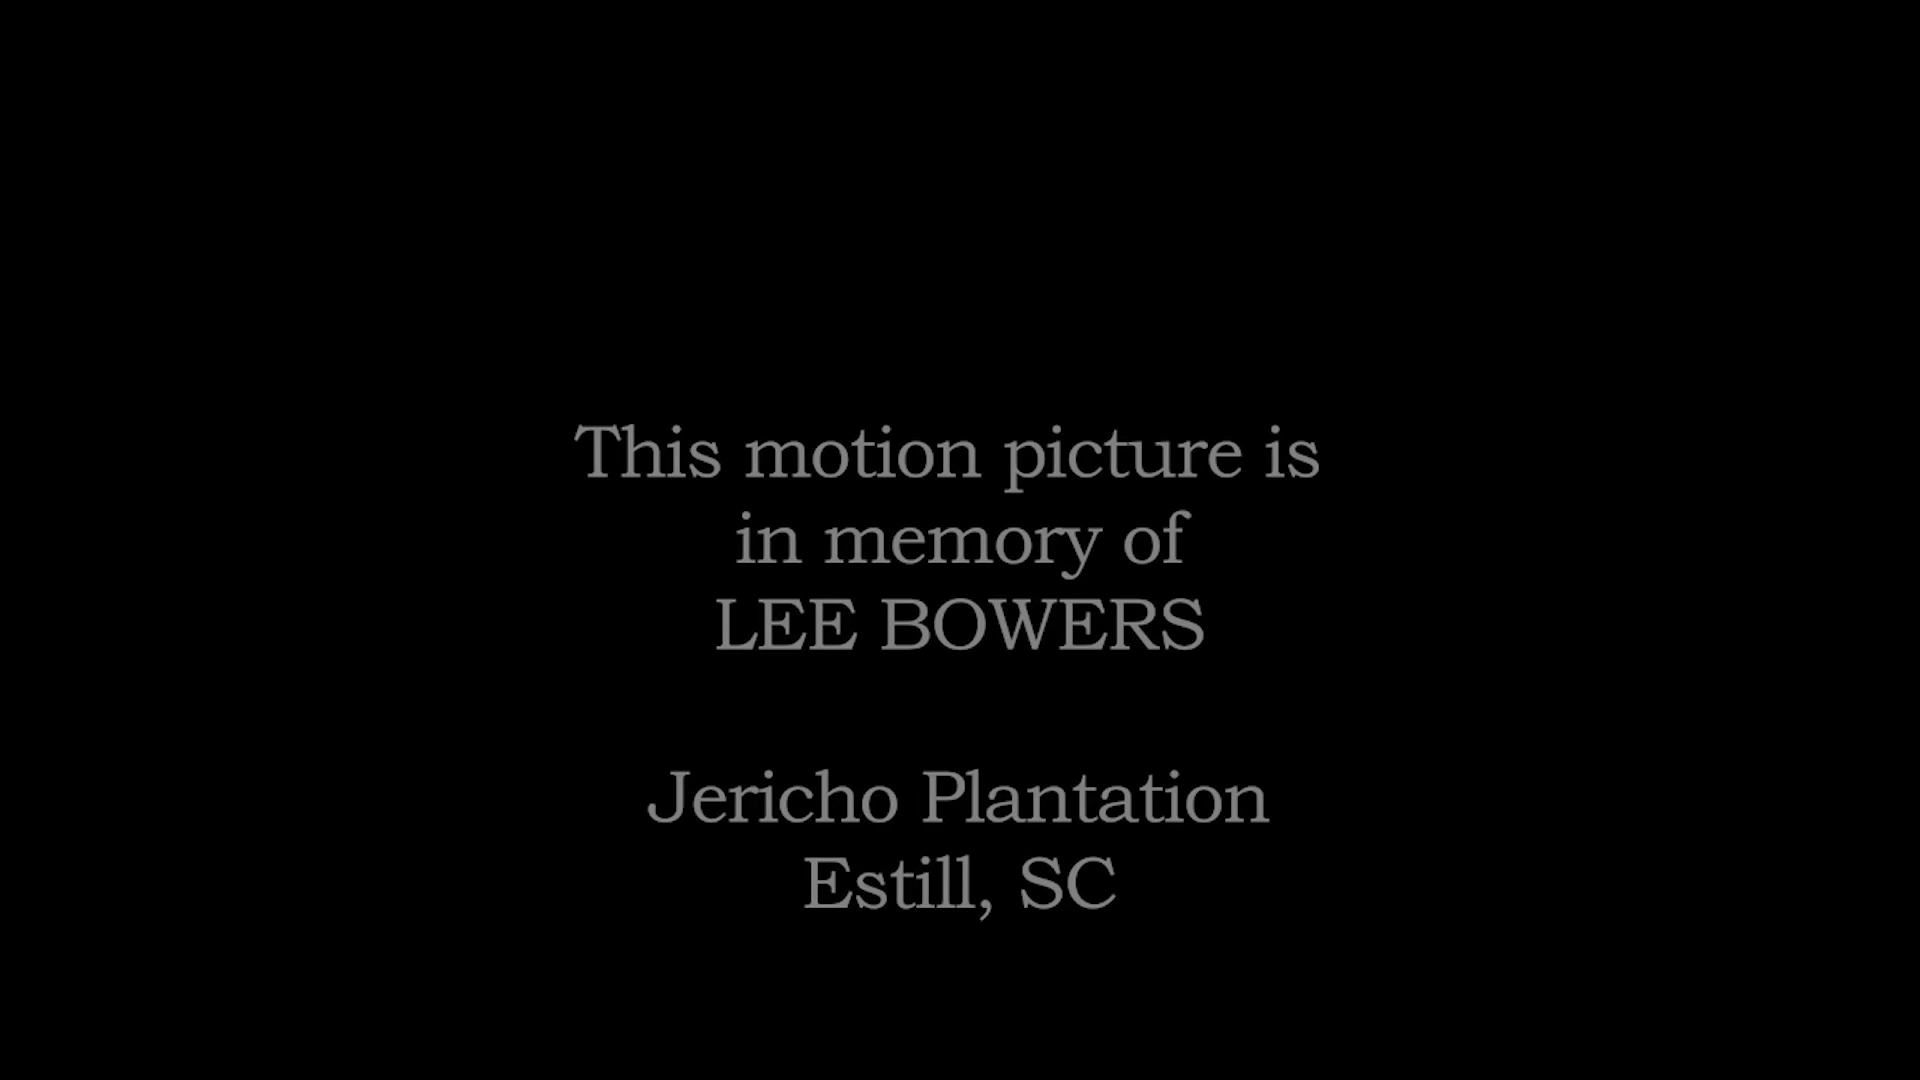 This motion picture is
in memory of
LEE BOWERS
Jericho Plantation
Estill, SC